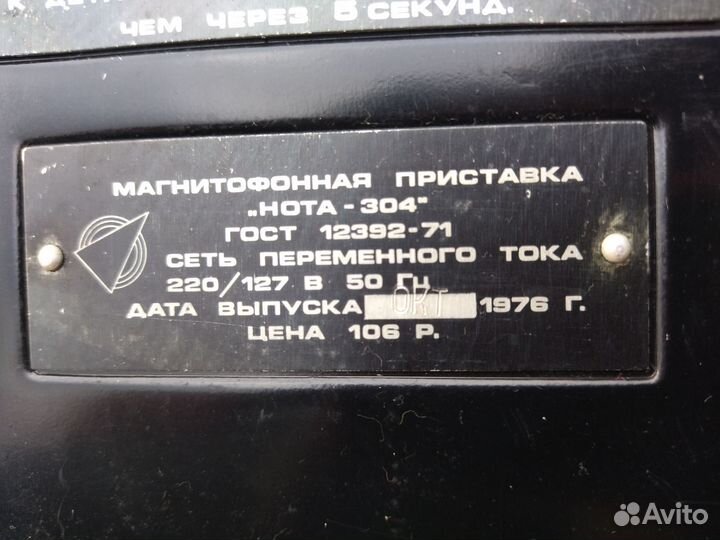 К
ЧЕМ ЧЕРЕЗ 5 СЕКУНД.
МАГНИТОФОННАЯ ПРИСТАВКА
„НОТА-304"
ГОСТ 12392-71
СЕТЬ ПЕРЕМЕННОГО ТОКА
220/127 В 50 Гц
ДАТА ВЫПУСКА ОКТ 1976 Г.
ЦЕНА 106 Р.
Avito